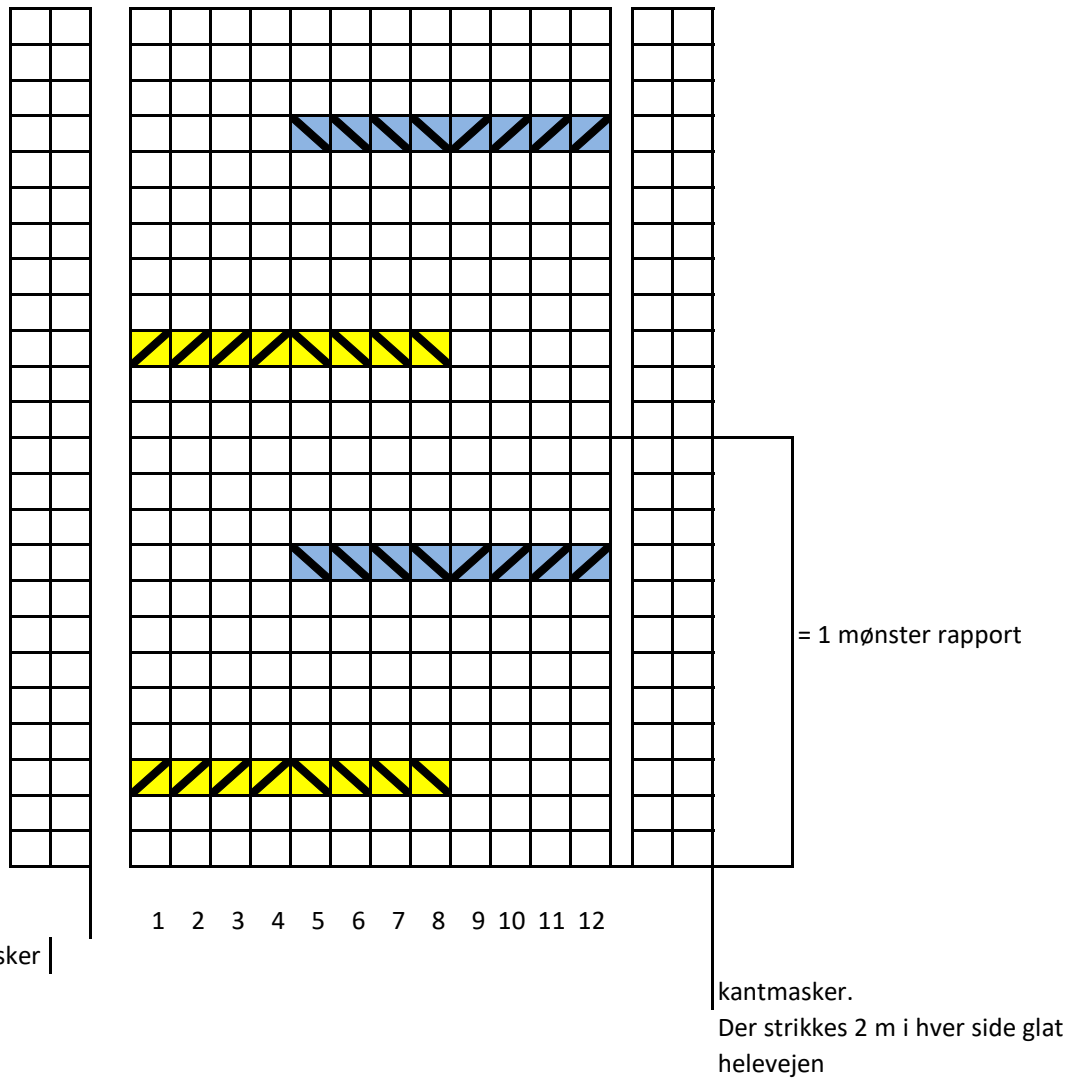 = 1 mønster rapport
1 2 3 4 5 6 7 8 9 10 11 12
sker
kantmasker.
Der strikkes 2 m i hver side glat
helevejen